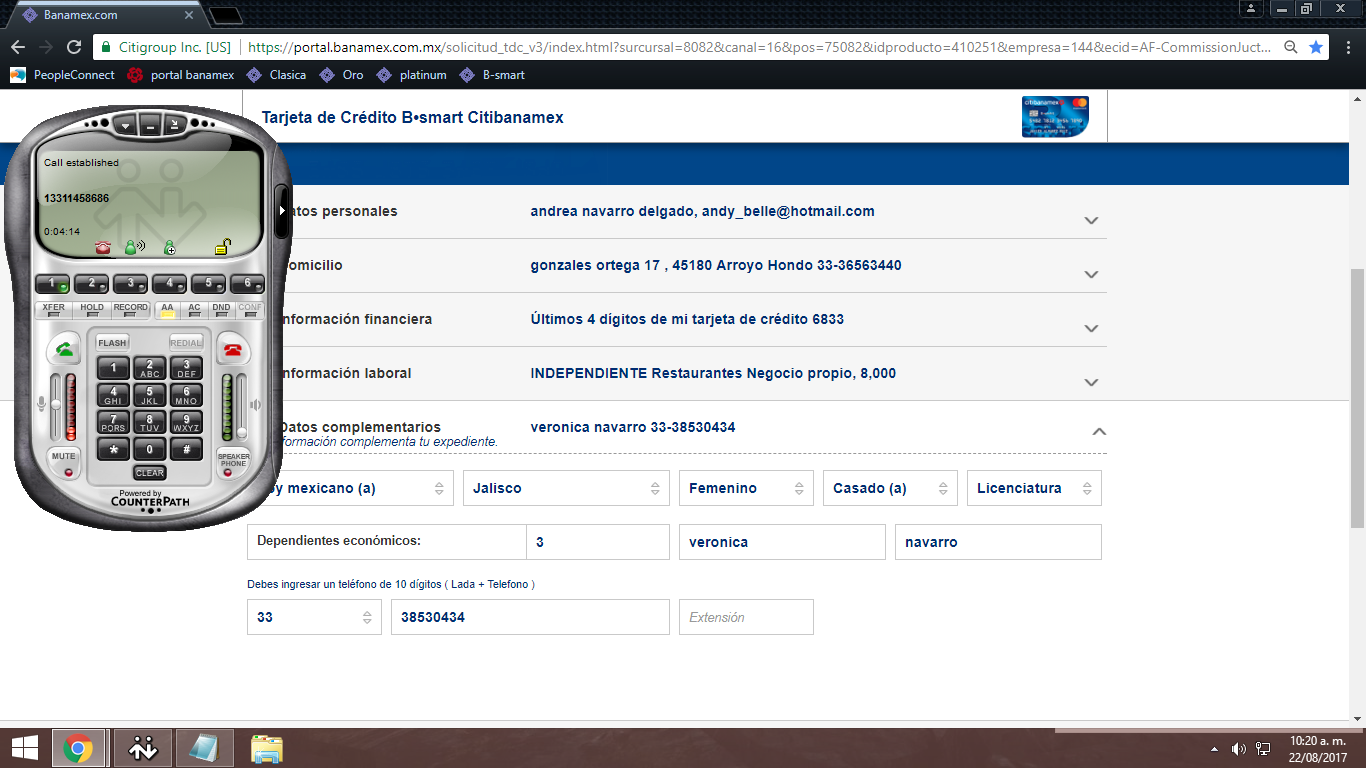 Banamex.com
Citigroup Inc. [US]
https://portal.banamex.com.mx/solicitud_tdc_v3/index.html?surcursal=8082&canal=16&pos=75082&idproducto=410251&empresa=144&ecid=AF-CommissionJuct...
PeopleConnect portal banamex Clasica Oro platinum B-smart
Tarjeta de Crédito B•smart Citibanamex
citibanamex
Call established
13311458686
0:04:14
1 2 3 4 5 6
XFER HOLD RECORD AA AC DND CONF
FLASH REDIAL
1 2 ABC 3 DEF
4 GHI 5 JKL 6 MNO
7 PQRS 8 TUV 9 WXYZ
* 0 #
MUTE CLEAR SPEAKER PHONE
Powered by
COUNTERPATH
atos personales andrea navarro delgado, andy_belle@hotmail.com
omicilio gonzales ortega 17 , 45180 Arroyo Hondo 33-36563440
nformación financiera Últimos 4 dígitos de mi tarjeta de crédito 6833
nformación laboral INDEPENDIENTE Restaurantes Negocio propio, 8,000
Datos complementarios veronica navarro 33-38530434
formación complementa tu expediente.
oy mexicano (a) Jalisco Femenino Casado (a) Licenciatura
Dependientes económicos: 3 veronica navarro
Debes ingresar un teléfono de 10 dígitos ( Lada + Telefono )
33 38530434 Extensión
10:20 a. m.
22/08/2017